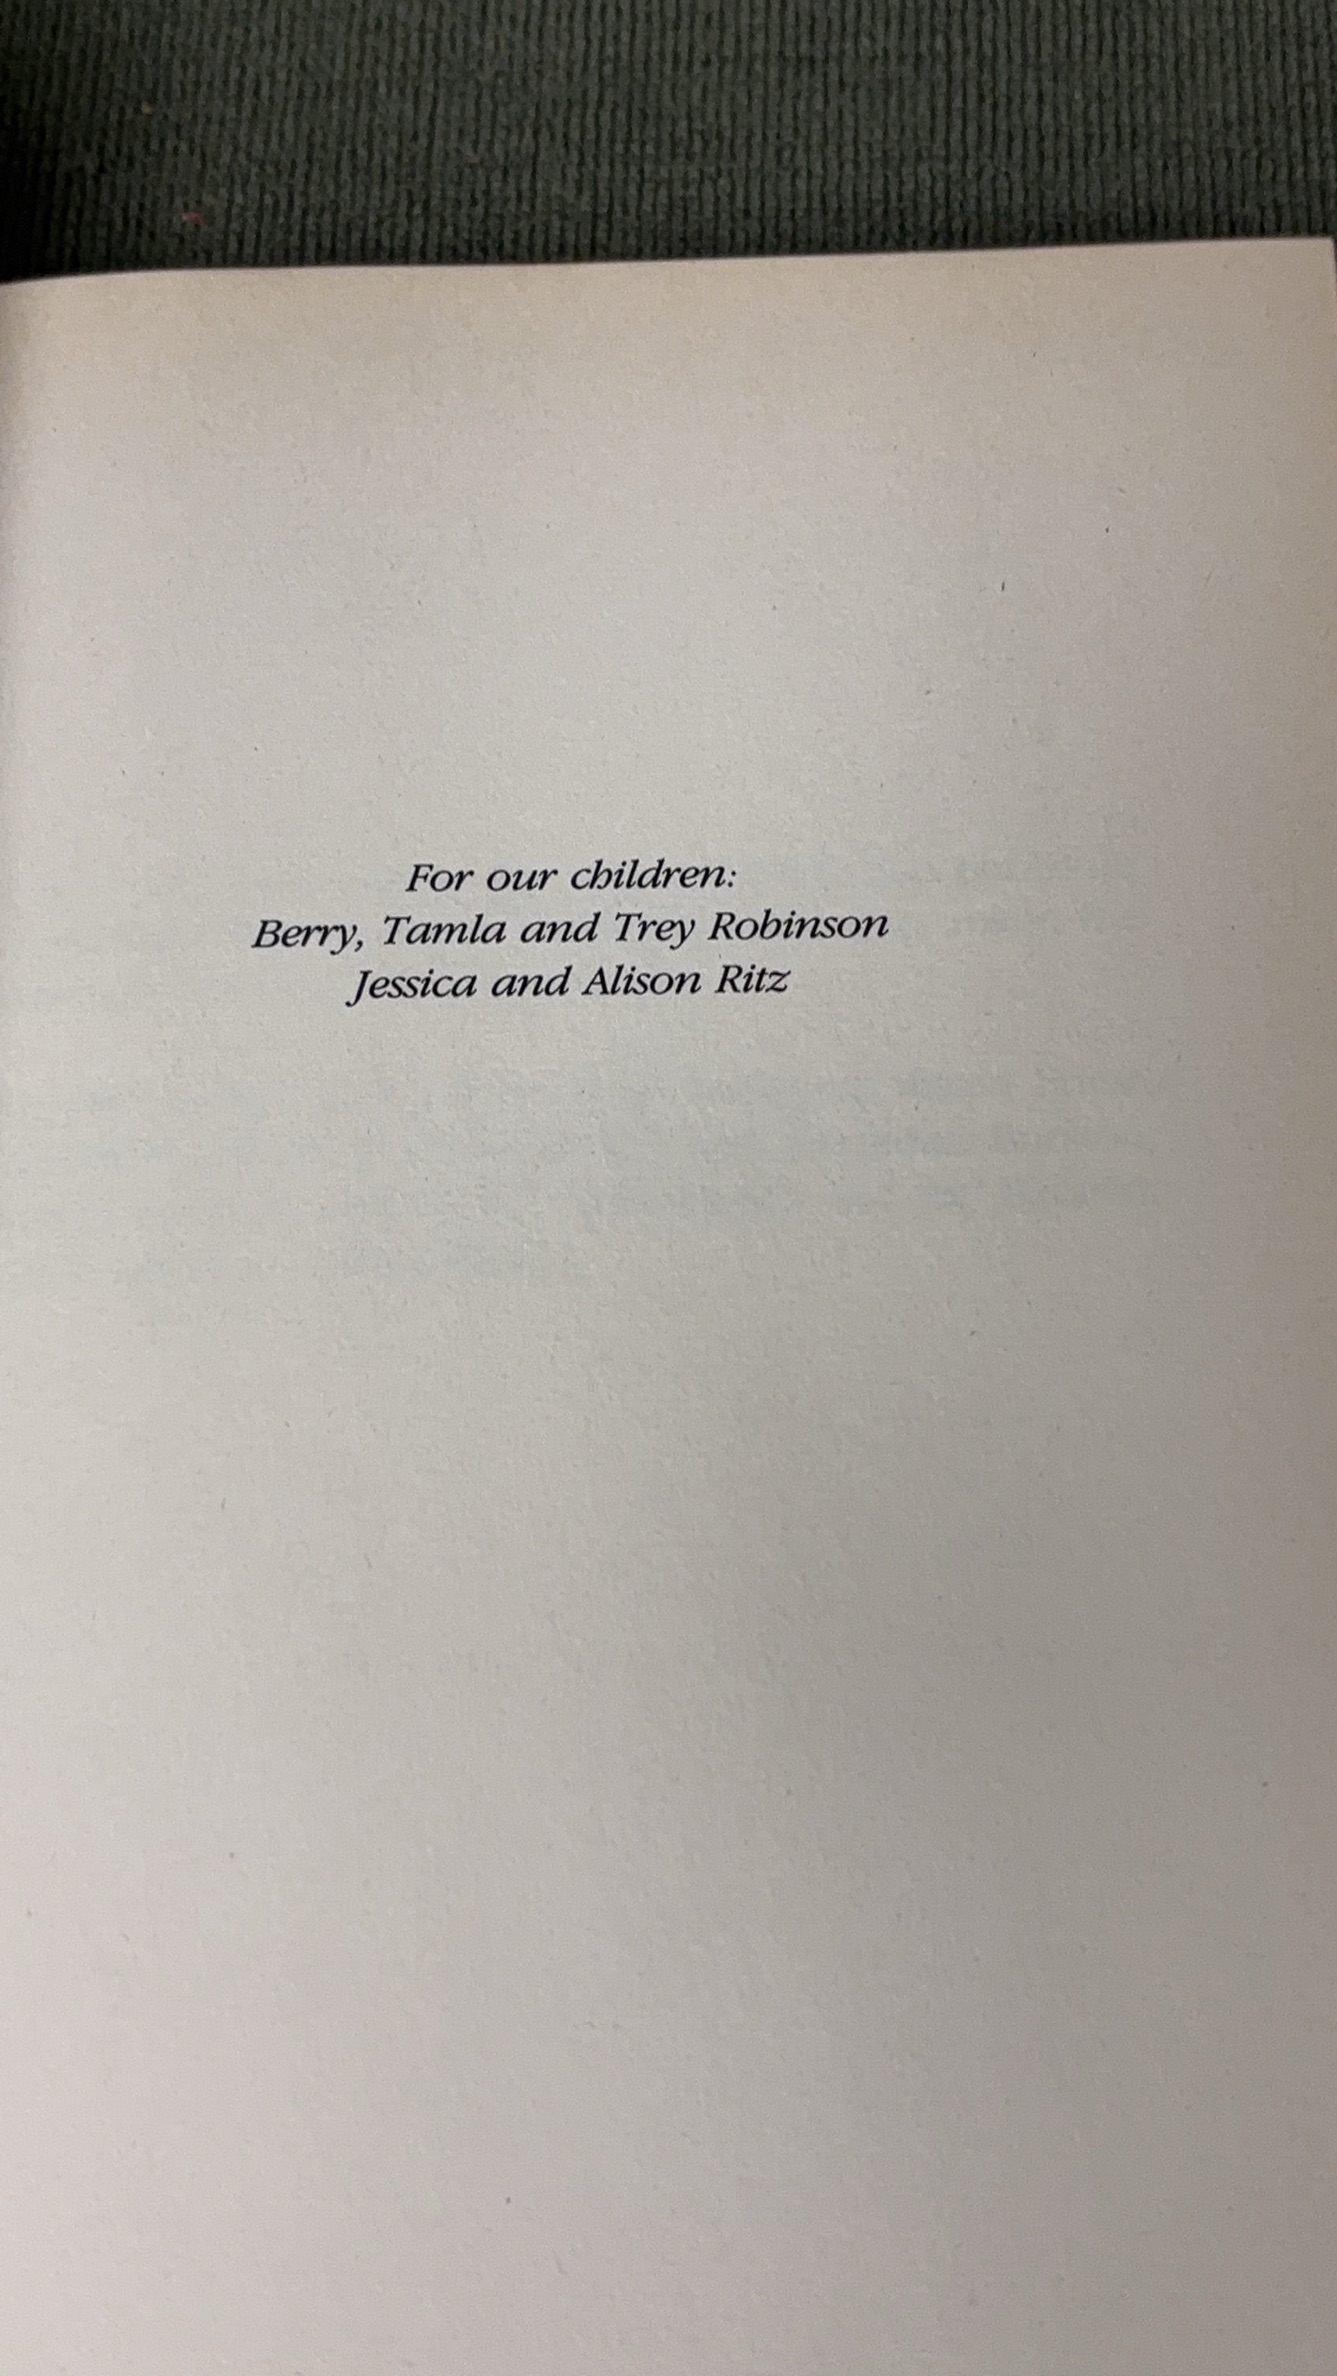 For our children:
Berry, Tamla and Trey Robinson
Jessica and Alison Ritz